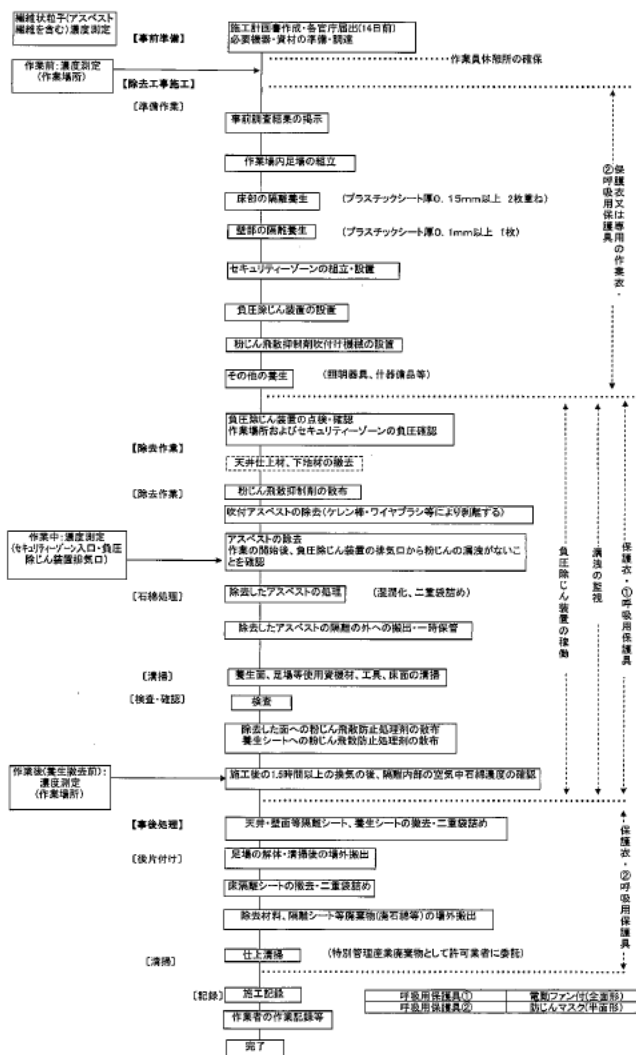 繊維状粒子(アスベスト
繊維を含む)濃度測定
【事前準備】
施工計画書作成・各官庁届出(14日前)
必要機器・資材の準備・調達
作業員休憩所の確保
作業前:濃度測定
(作業場所)
【除去工事施工】
〔準備作業〕
事前調査結果の掲示
作業場内足場の組立
床部の隔離養生
(プラスチックシート厚0.15mm以上 2枚重ね)
壁部の隔離養生
(プラスチックシート厚0.1mm以上 1枚)
セキュリティーゾーンの組立・設置
負圧除じん装置の設置
粉じん飛散抑制剤吹付け機械の設置
その他の養生
(照明器具、什器備品等)
保護衣又は専用の作業衣・
②呼吸用保護具
負圧除じん装置の点検・確認
作業場所およびセキュリティーゾーンの負圧確認
【除去作業】
天井仕上材、下地材の撤去
〔除去作業〕
粉じん飛散抑制剤の散布
吹付アスベストの除去(ケレン棒・ワイヤブラシ等により剥離する)
作業中:濃度測定
(セキュリティーゾーン入口・負圧
除じん装置排気口)
アスベストの除去
作業の開始後、負圧除じん装置の排気口から粉じんの漏洩がないこ
とを確認
〔石綿処理〕
除去したアスベストの処理
(湿潤化、二重袋詰め)
除去したアスベストの隔離の外への搬出・一時保管
〔清掃〕
養生面、足場等使用資機材、工具、床面の清掃
〔検査・確認〕
検査
除去した面への粉じん飛散防止処理剤の散布
養生シートへの粉じん飛散防止処理剤の散布
作業後(養生撤去前):
濃度測定
(作業場所)
施工後の1.5時間以上の換気の後、隔離内部の空気中石綿濃度の確認
負圧除じん装置の稼働
漏洩の監視
保護衣・①呼吸用保護具
【事後処理】
天井・壁面等隔離シート、養生シートの撤去・二重袋詰め
〔後片付け〕
足場の解体・清掃後の場外搬出
床隔離シートの撤去・二重袋詰め
除去材料、隔離シート等廃棄物(廃石綿等)の場外搬出
〔清掃〕
仕上清掃
(特別管理産業廃棄物として許可業者に委託)
保護衣・②呼吸用保護具
〔記録〕
施工記録
呼吸用保護具① 電動ファン付(全面形)
呼吸用保護具② 防じんマスク(半面形)
作業者の作業記録等
完了